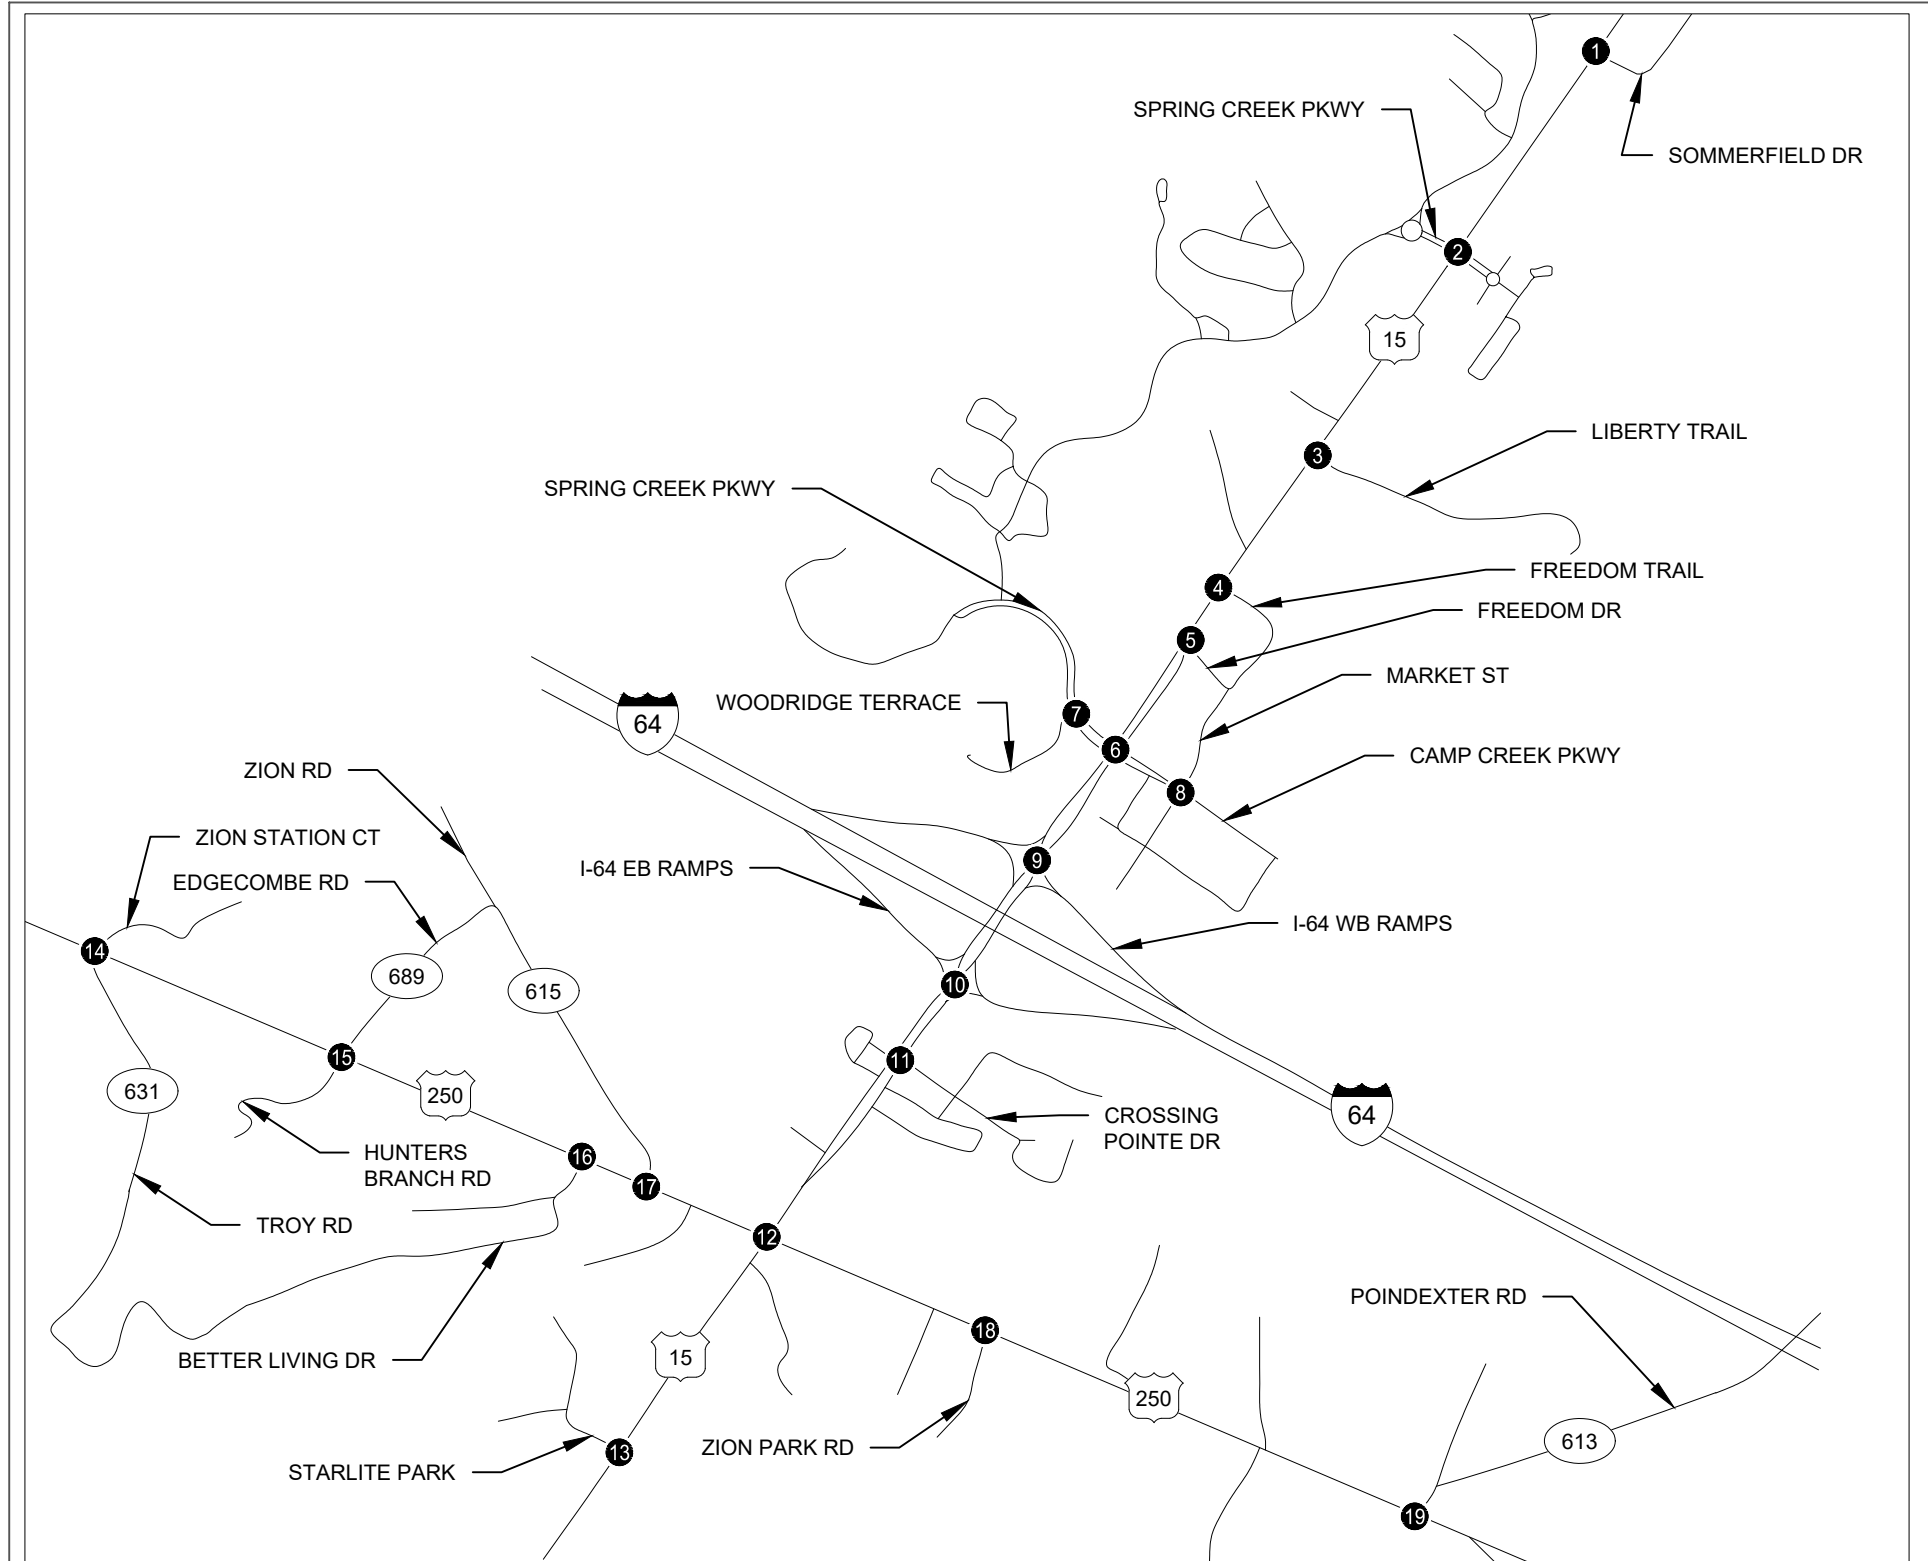 1
SPRING CREEK PKWY
SOMMERFIELD DR
2
15
LIBERTY TRAIL
3
SPRING CREEK PKWY
FREEDOM TRAIL
4
FREEDOM DR
5
MARKET ST
WOODRIDGE TERRACE
7
64
6
CAMP CREEK PKWY
ZION RD
8
ZION STATION CT
9
I-64 EB RAMPS
EDGECOMBE RD
I-64 WB RAMPS
14
689
615
10
15
11
631
250
64
CROSSING
POINTE DR
HUNTERS
BRANCH RD
16
17
TROY RD
12
POINDEXTER RD
18
15
BETTER LIVING DR
250
613
ZION PARK RD
13
STARLITE PARK
19